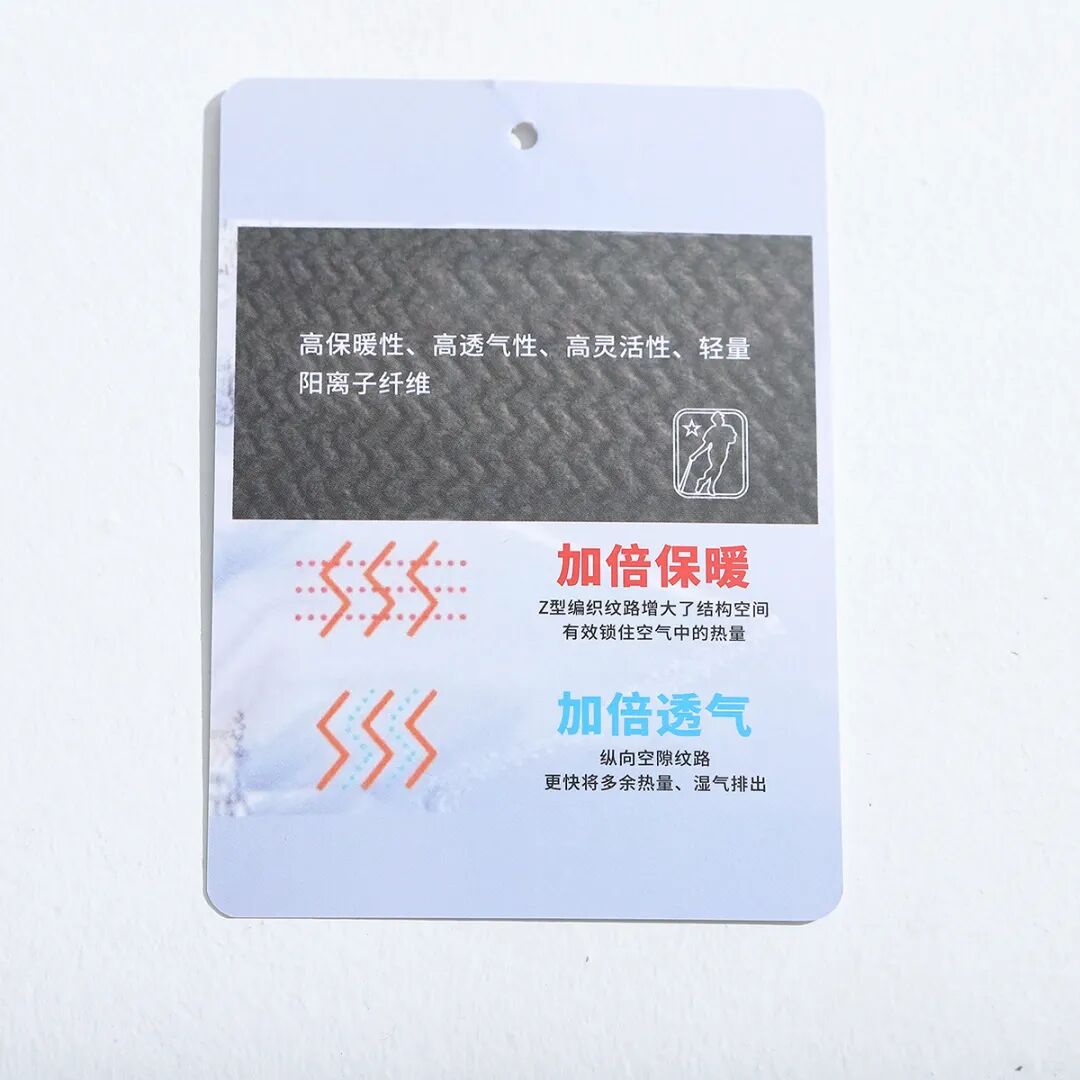 高保暖性、高透气性、高灵活性、轻量
阳离子纤维
加倍保暖
Z型编织纹路增大了结构空间
有效锁住空气中的热量
加倍透气
纵向空隙纹路
更快将多余热量、湿气排出